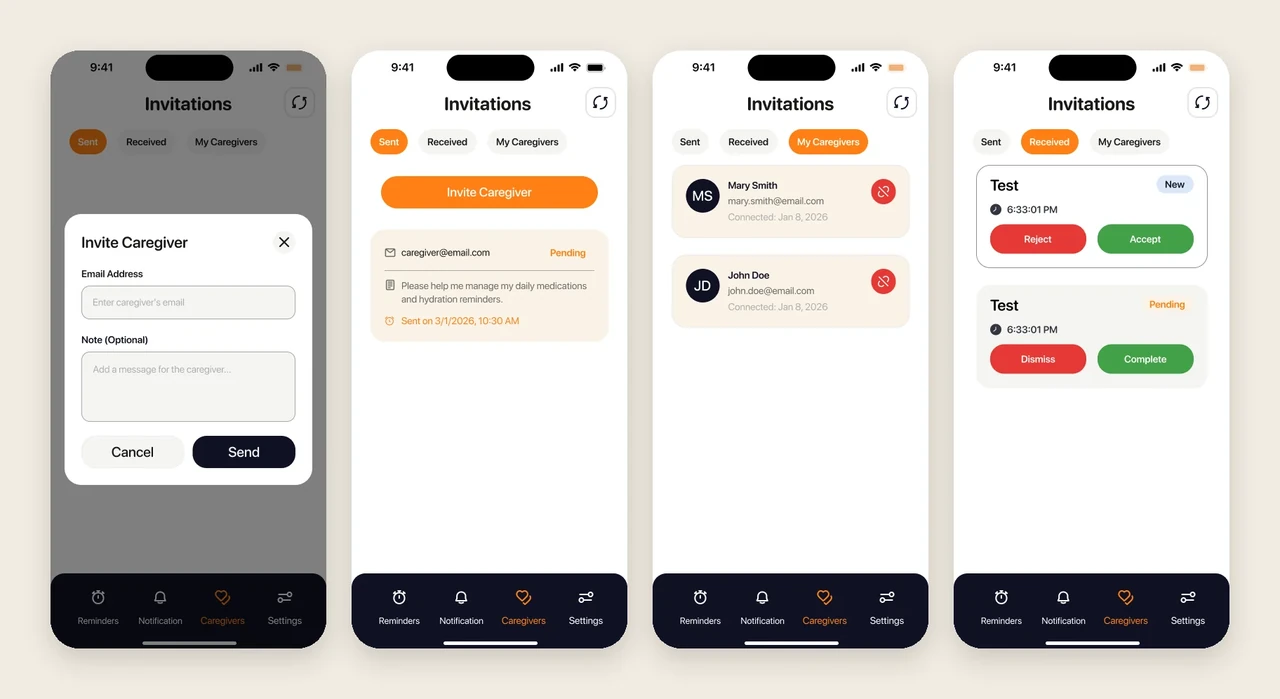 9:41
Invitations
Sent Received My Caregivers
Invite Caregiver
Email Address
Enter caregiver's email
Note (Optional)
Add a message for the caregiver...
Cancel Send
Reminders Notification Caregivers Settings
9:41
Invitations
Sent Received My Caregivers
Invite Caregiver
caregiver@email.com Pending
Please help me manage my daily medications
and hydration reminders.
Sent on 3/1/2026, 10:30 AM
Reminders Notification Caregivers Settings
9:41
Invitations
Sent Received My Caregivers
MS Mary Smith
mary.smith@email.com
Connected: Jan 8, 2026
JD John Doe
john.doe@email.com
Connected: Jan 8, 2026
Reminders Notification Caregivers Settings
9:41
Invitations
Sent Received My Caregivers
Test New
6:33:01 PM
Reject Accept
Test Pending
6:33:01 PM
Dismiss Complete
Reminders Notification Caregivers Settings